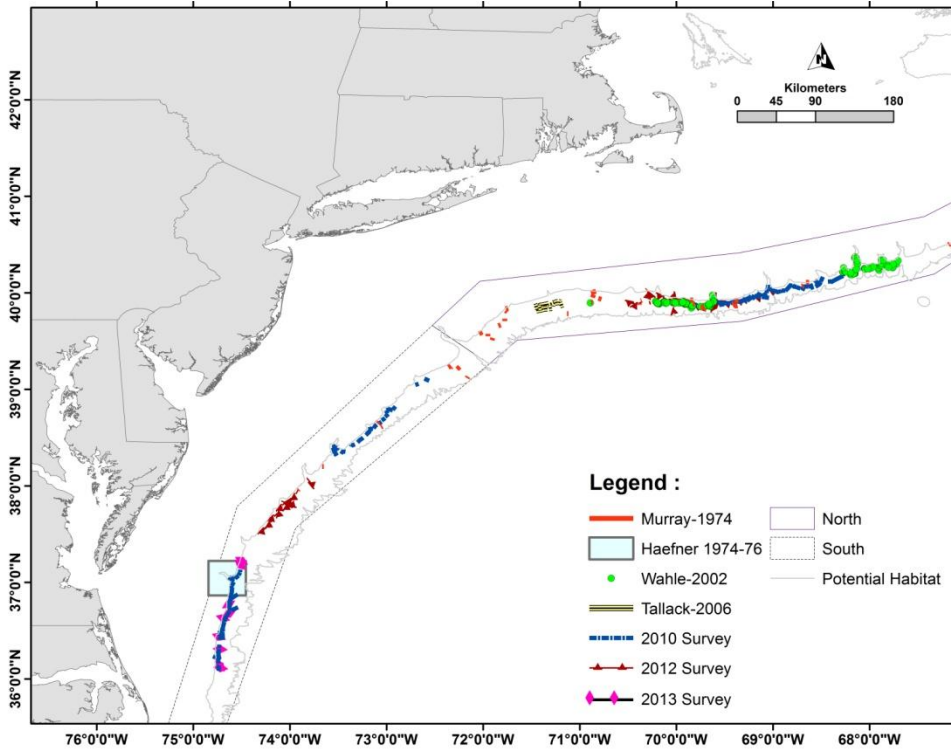 N
Kilometers
0 45 90 180
42°0'0"N
41°0'0"N
40°0'0"N
39°0'0"N
38°0'0"N
37°0'0"N
36°0'0"N
Legend :
Murray-1974
Haefner 1974-76
Wahle-2002
Tallack-2006
2010 Survey
2012 Survey
2013 Survey
North
South
Potential Habitat
76°0'0"W 75°0'0"W 74°0'0"W 73°0'0"W 72°0'0"W 71°0'0"W 70°0'0"W 69°0'0"W 68°0'0"W